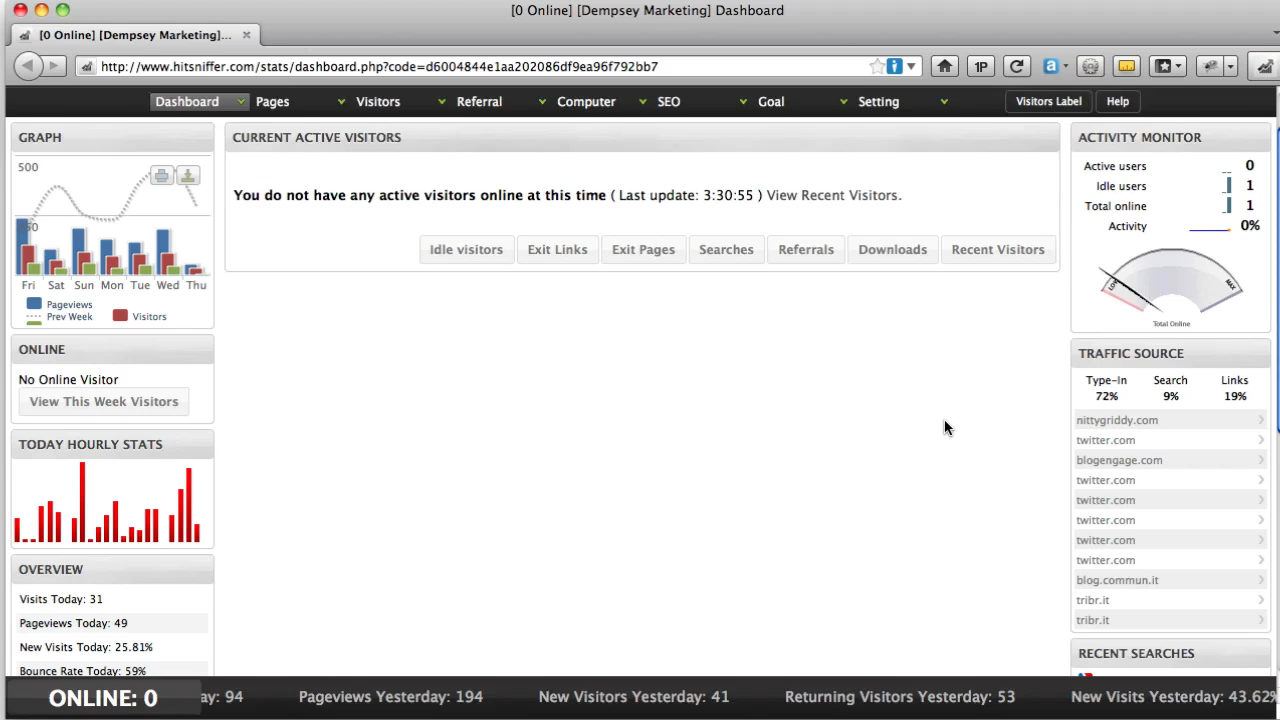 [0 Online] [Dempsey Marketing] Dashboard
[0 Online] [Dempsey Marketing]...
http://www.hitsniffer.com/stats/dashboard.php?code=d6004844e1aa202086df9ea96f792bb7
1P
a
Dashboard Pages Visitors Referral Computer SEO Goal Setting Visitors Label Help
GRAPH
500
Fri Sat Sun Mon Tue Wed Thu
Pageviews
Prev Week Visitors
ONLINE
No Online Visitor
View This Week Visitors
TODAY HOURLY STATS
OVERVIEW
Visits Today: 31
Pageviews Today: 49
New Visits Today: 25.81%
Bounce Rate Today: 59%
CURRENT ACTIVE VISITORS
You do not have any active visitors online at this time ( Last update: 3:30:55 ) View Recent Visitors.
Idle visitors Exit Links Exit Pages Searches Referrals Downloads Recent Visitors
ACTIVITY MONITOR
Active users 0
Idle users 1
Total online 1
Activity 0%
LOW MAX
Total Online
TRAFFIC SOURCE
Type-In Search Links
72% 9% 19%
nittygriddy.com
twitter.com
blogengage.com
twitter.com
twitter.com
twitter.com
twitter.com
twitter.com
blog.commun.it
tribr.it
tribr.it
RECENT SEARCHES
ONLINE: 0 ay: 94 Pageviews Yesterday: 194 New Visitors Yesterday: 41 Returning Visitors Yesterday: 53 New Visits Yesterday: 43.62%